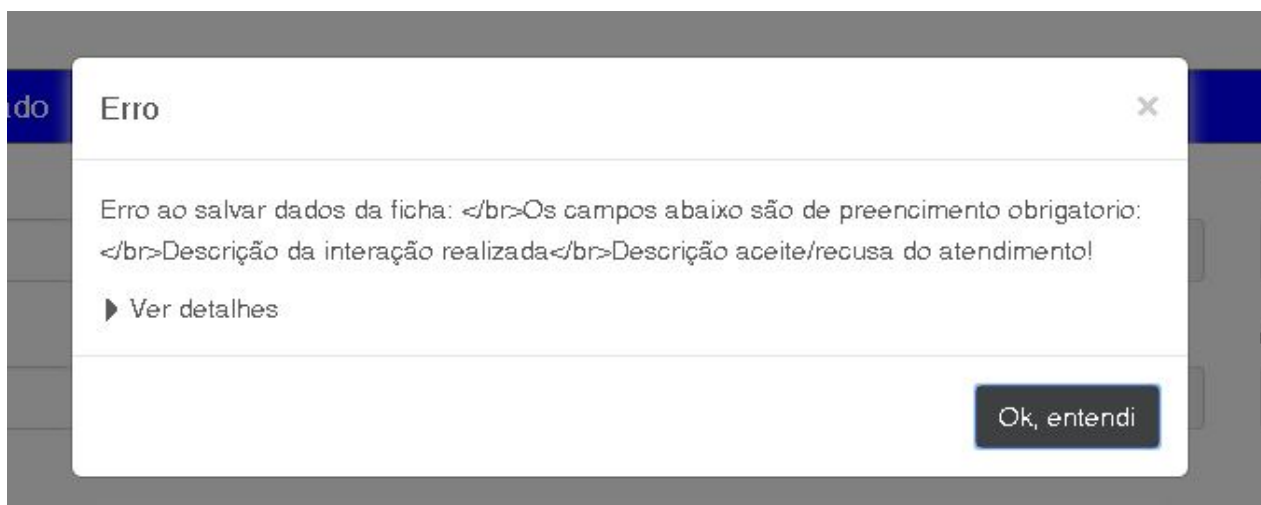 Erro
×
Erro ao salvar dados da ficha: </br>Os campos abaixo são de preencimento obrigatorio:
</br>Descrição da interação realizada</br>Descrição aceite/recusa do atendimento!
Ver detalhes
Ok, entendi